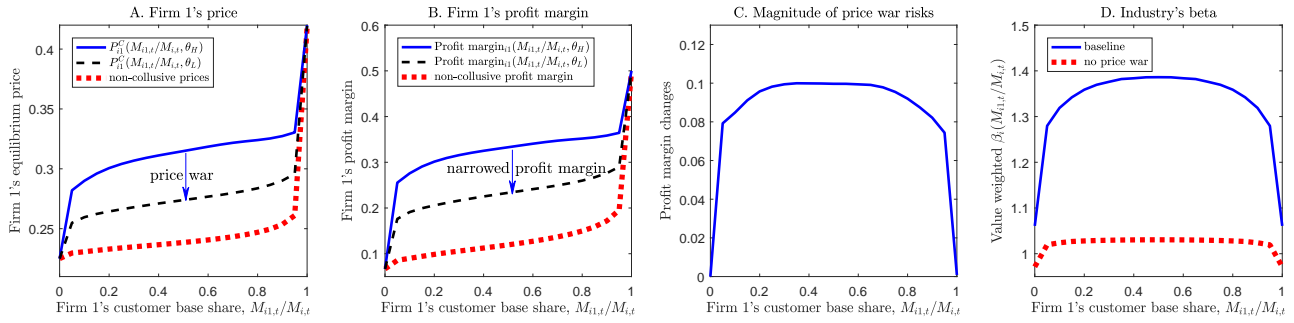 A. Firm 1's price
Firm 1's equilibrium price
0.4
0.35
0.3
0.25
P^C_{i1}(M_{i1,t}/M_{i,t}, θ_H)
P^C_{i1}(M_{i1,t}/M_{i,t}, θ_L)
non-collusive prices
price war
0 0.2 0.4 0.6 0.8 1
Firm 1's customer base share, M_{i1,t}/M_{i,t}
B. Firm 1's profit margin
Firm 1's profit margin
0.6
0.5
0.4
0.3
0.2
0.1
Profit margin_{i1}(M_{i1,t}/M_{i,t}, θ_H)
Profit margin_{i1}(M_{i1,t}/M_{i,t}, θ_L)
non-collusive profit margin
narrowed profit margin
0 0.2 0.4 0.6 0.8 1
Firm 1's customer base share, M_{i1,t}/M_{i,t}
C. Magnitude of price war risks
Profit margin changes
0.12
0.1
0.08
0.06
0.04
0.02
0
0 0.2 0.4 0.6 0.8 1
Firm 1's customer base share, M_{i1,t}/M_{i,t}
D. Industry's beta
Value weighted β_i(M_{i1,t}/M_{i,t})
1.5
1.4
1.3
1.2
1.1
1
baseline
no price war
0 0.2 0.4 0.6 0.8 1
Firm 1's customer base share, M_{i1,t}/M_{i,t}